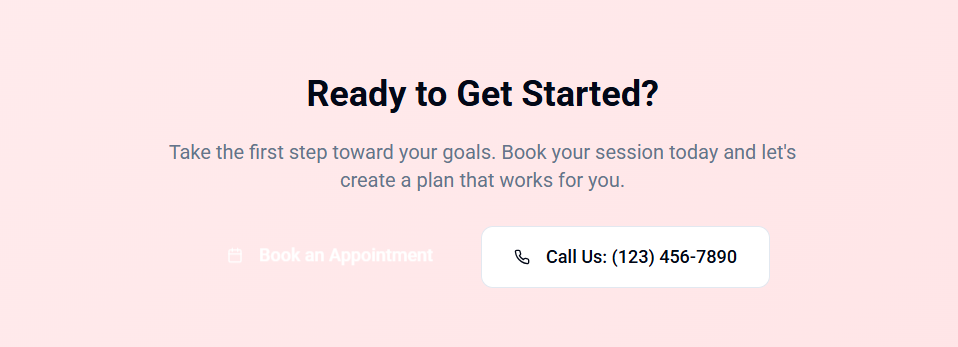 Ready to Get Started?
Take the first step toward your goals. Book your session today and let's
create a plan that works for you.
Book an Appointment
Call Us: (123) 456-7890